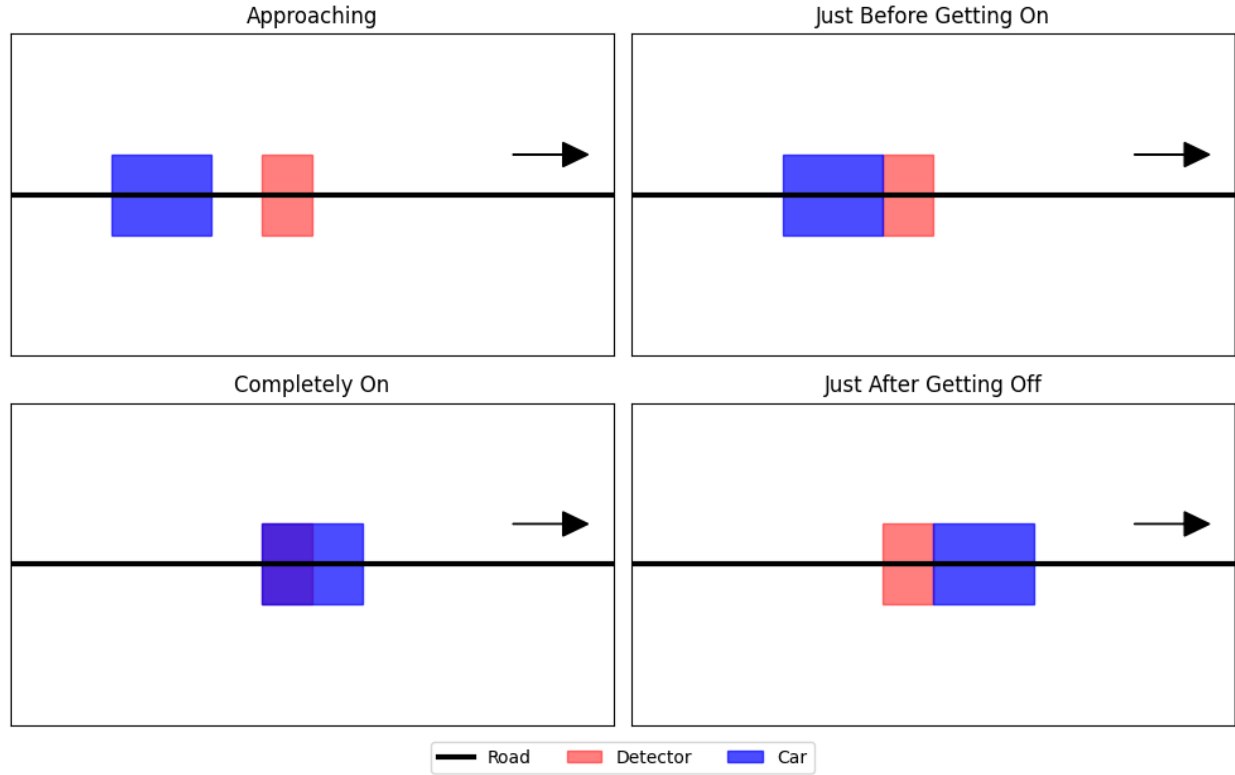 Approaching
Just Before Getting On
Completely On
Just After Getting Off
Road
Detector
Car